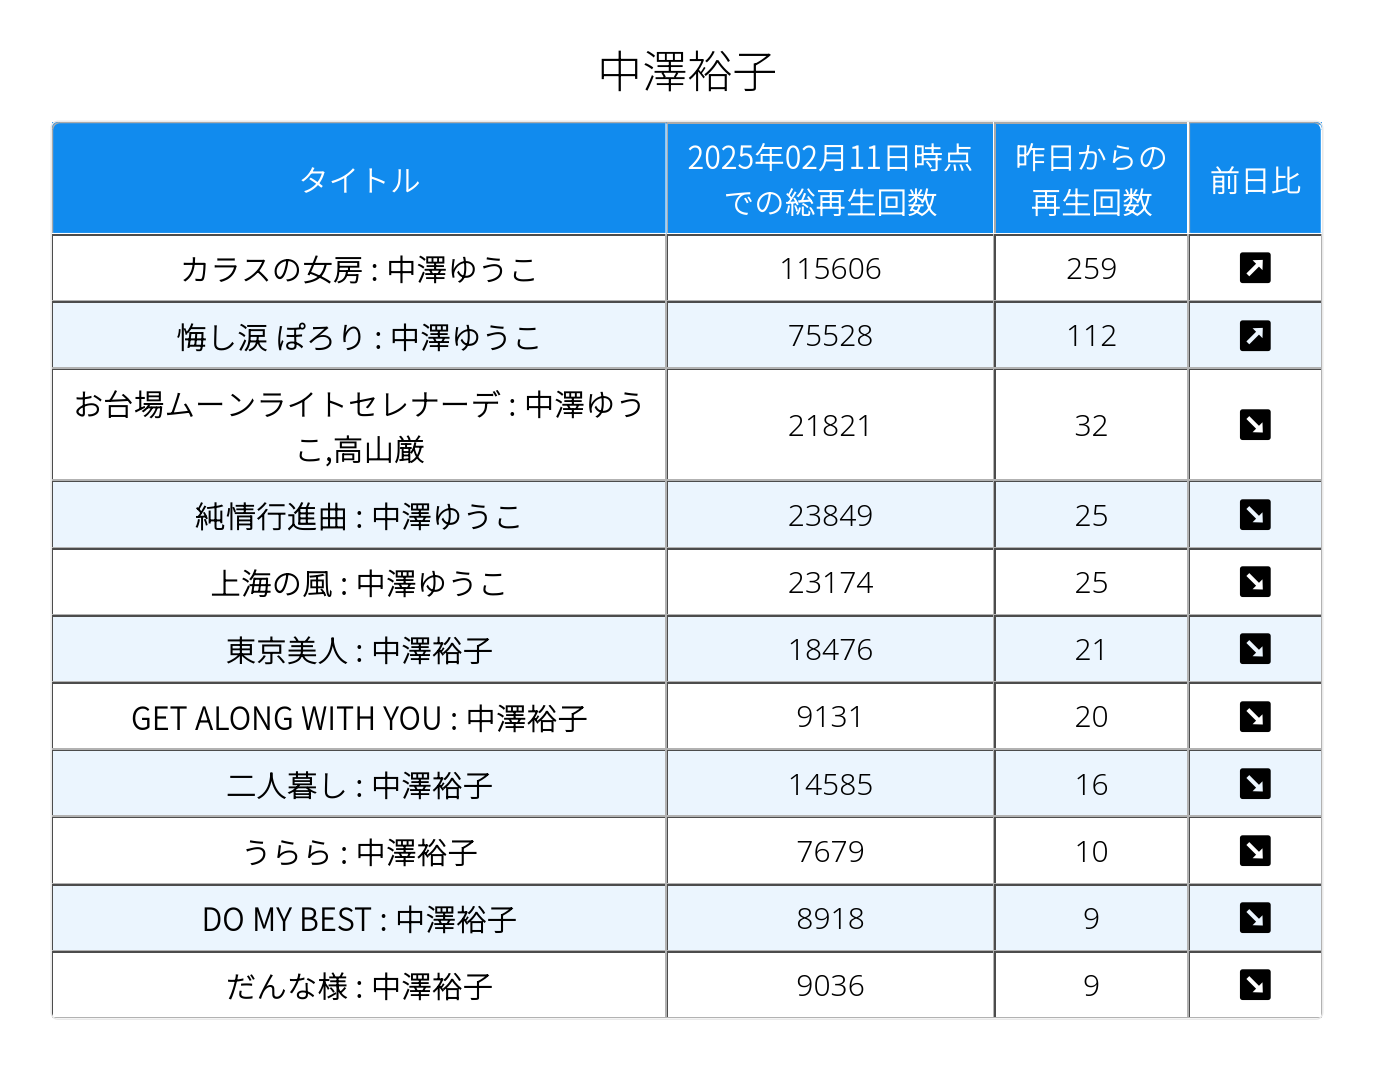 中澤裕子
タイトル
2025年02月11日時点
での総再生回数
昨日からの
再生回数
前日比
カラスの女房 : 中澤ゆうこ 115606 259
悔し涙 ぽろり : 中澤ゆうこ 75528 112
お台場ムーンライトセレナーデ : 中澤ゆう
こ,高山厳 21821 32
純情行進曲 : 中澤ゆうこ 23849 25
上海の風 : 中澤ゆうこ 23174 25
東京美人 : 中澤裕子 18476 21
GET ALONG WITH YOU : 中澤裕子 9131 20
二人暮し : 中澤裕子 14585 16
うらら : 中澤裕子 7679 10
DO MY BEST : 中澤裕子 8918 9
だんな様 : 中澤裕子 9036 9